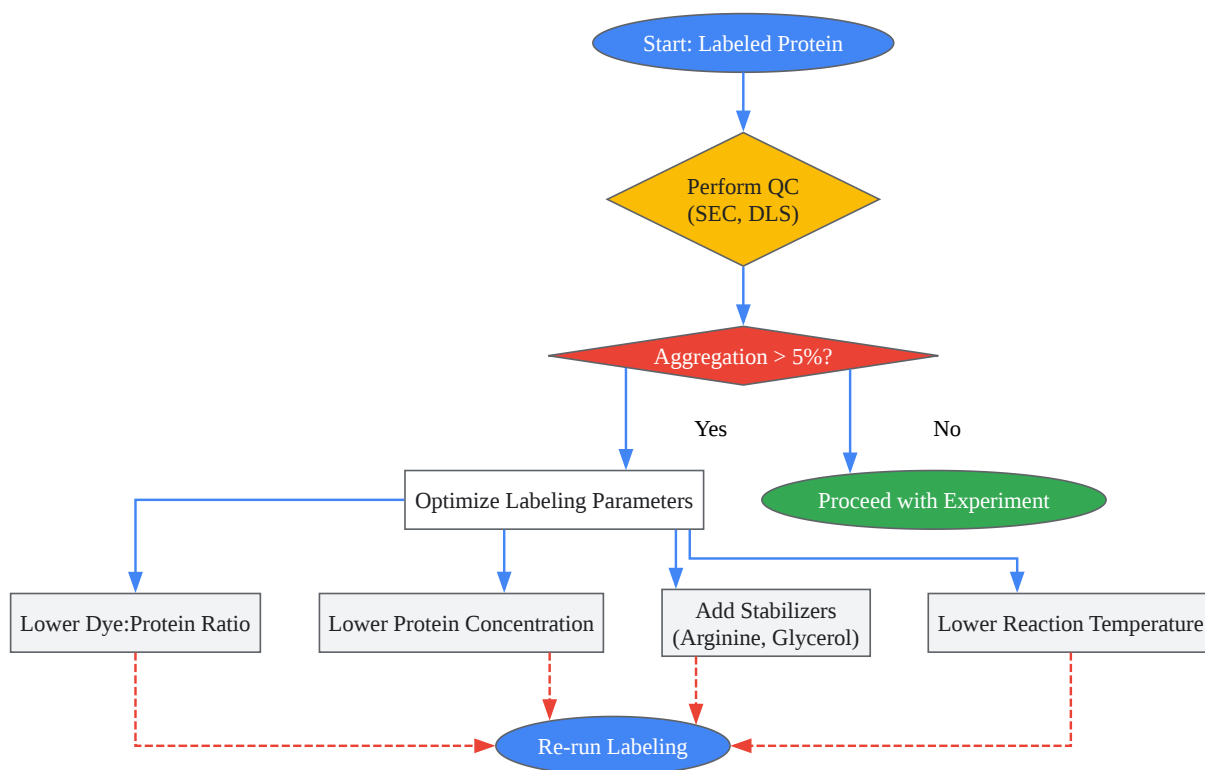 Start: Labeled Protein
Perform QC
(SEC, DLS)
Aggregation > 5%?
Yes
No
Optimize Labeling Parameters
Proceed with Experiment
Lower Dye:Protein Ratio
Lower Protein Concentration
Add Stabilizers
(Arginine, Glycerol)
Lower Reaction Temperature
Re-run Labeling